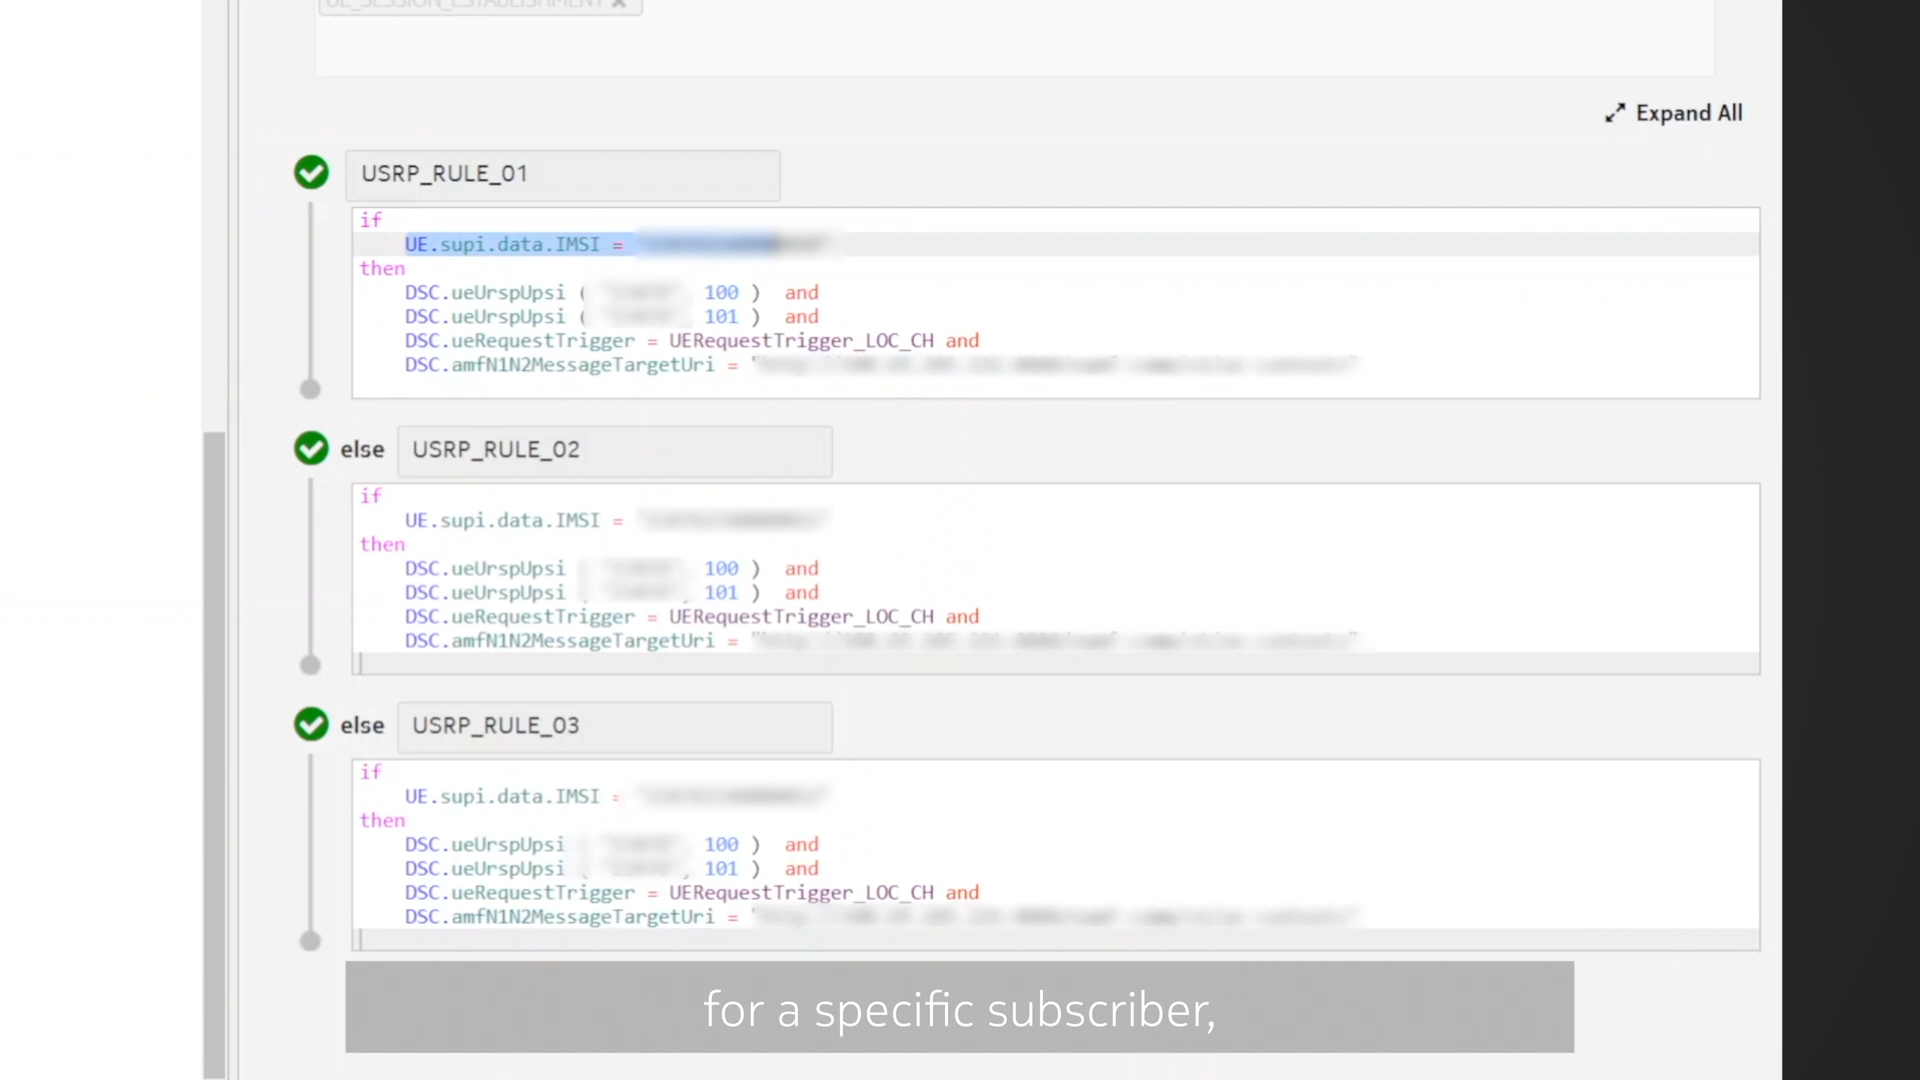 UE_SESSION_ESTABLISHMENT
Expand All
USRP_RULE_01
if
UE.supi.data.IMSI =
then
DSC.ueUrspUpsi ( 100 ) and
DSC.ueUrspUpsi ( 101 ) and
DSC.ueRequestTrigger = UERequestTrigger_LOC_CH and
DSC.amfN1N2MessageTargetUri =
else USRP_RULE_02
if
UE.supi.data.IMSI =
then
DSC.ueUrspUpsi 100 ) and
DSC.ueUrspUpsi 101 ) and
DSC.ueRequestTrigger = UERequestTrigger_LOC_CH and
DSC.amfN1N2MessageTargetUri =
else USRP_RULE_03
if
UE.supi.data.IMSI =
then
DSC.ueUrspUpsi 100 ) and
DSC.ueUrspUpsi 101 ) and
DSC.ueRequestTrigger = UERequestTrigger_LOC_CH and
DSC.amfN1N2MessageTargetUri =
for a specific subscriber,